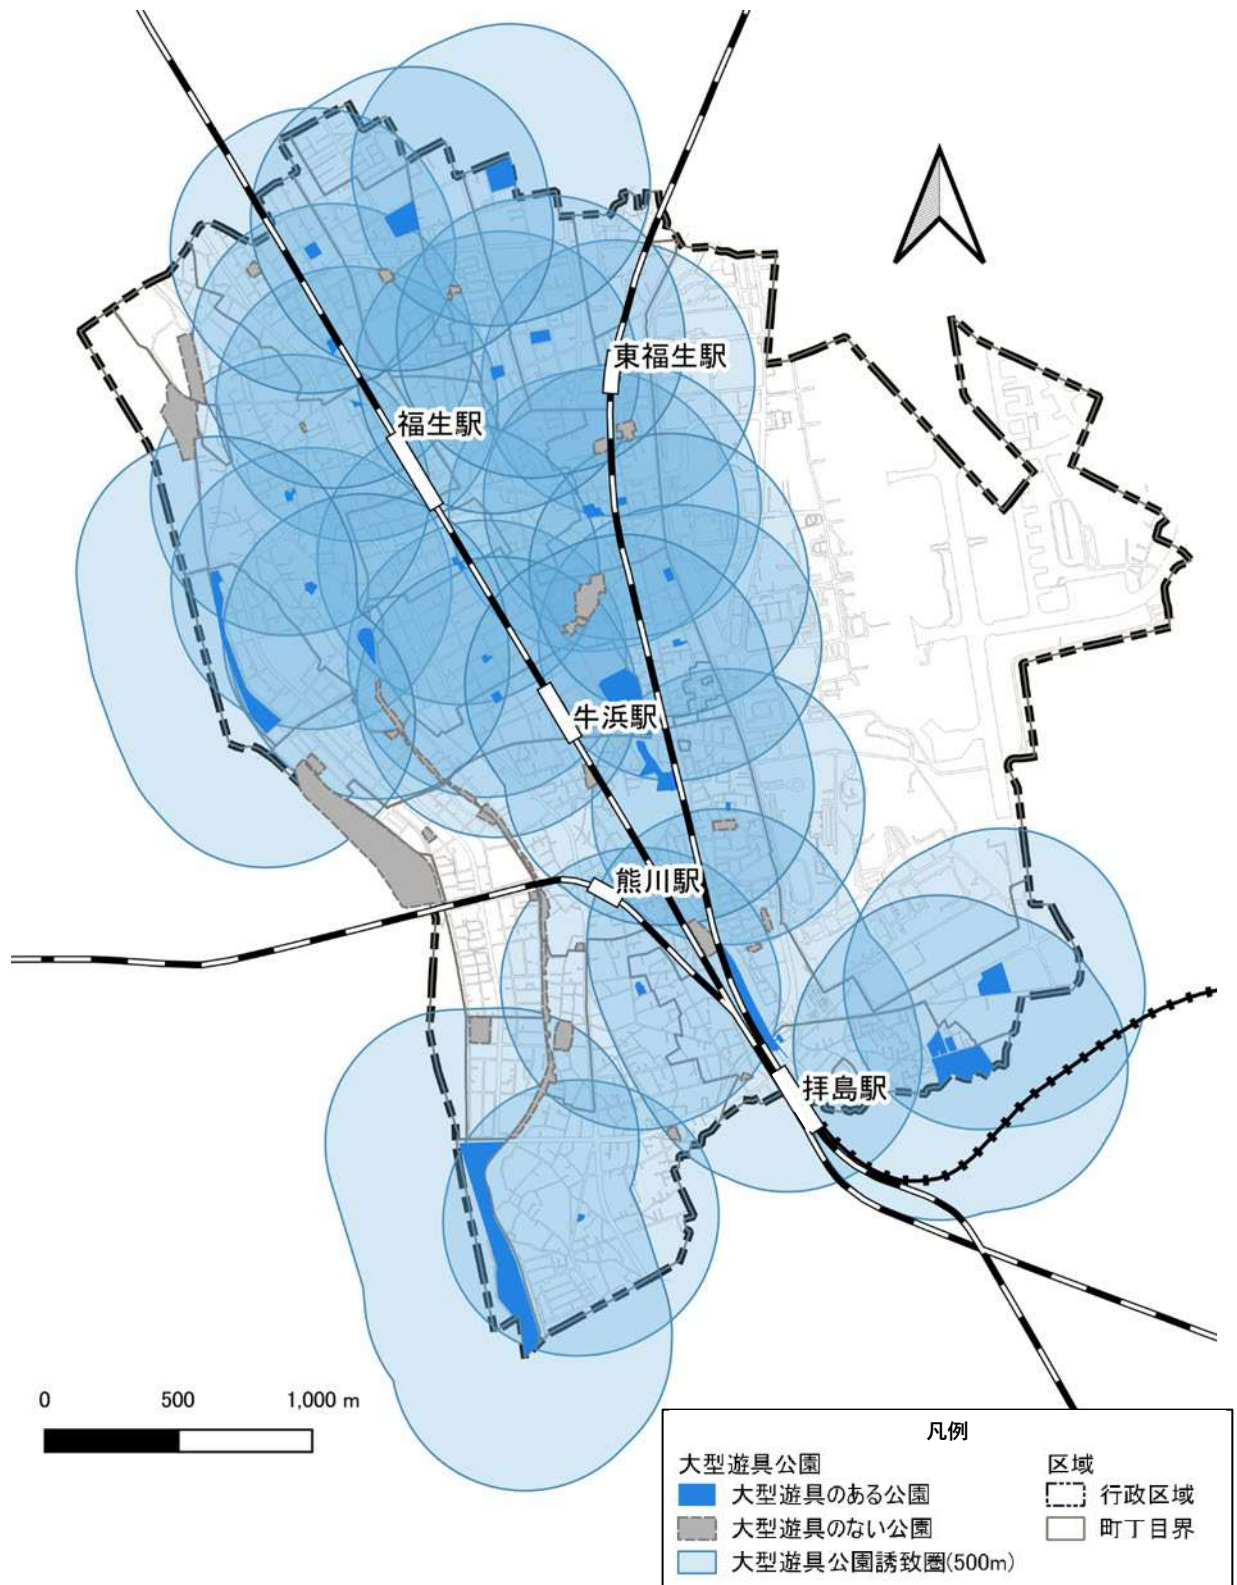 東福生駅
福生駅
牛浜駅
熊川駅
拝島駅
0 500 1,000 m
凡例
大型遊具公園
大型遊具のある公園
大型遊具のない公園
大型遊具公園誘致圏(500m)
区域
行政区域
町丁目界